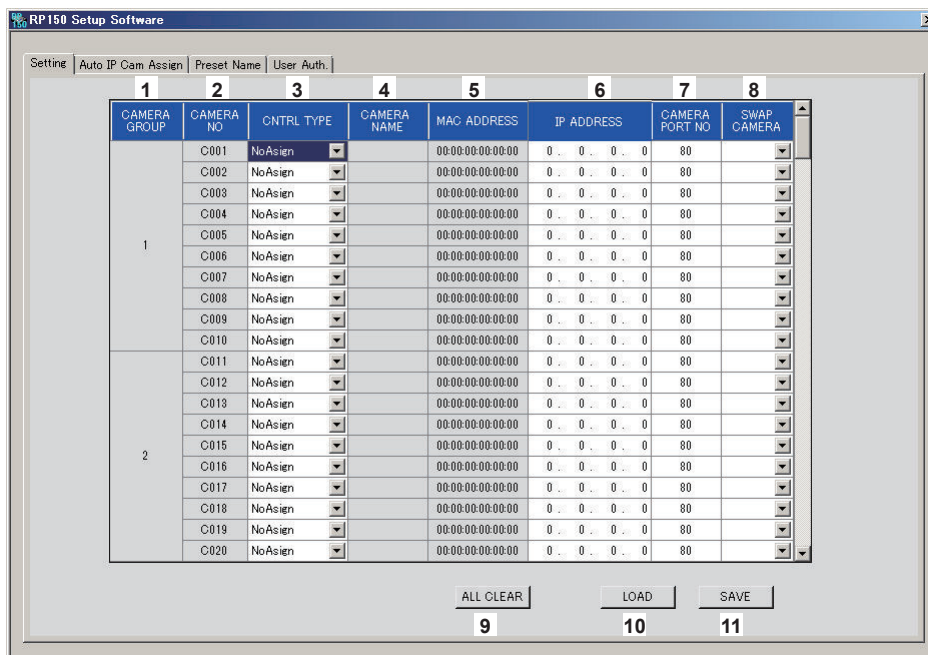 RP150 Setup Software
Setting Auto IP Cam Assign Preset Name User Auth.
1 2 3 4 5 6 7 8
CAMERA GROUP CAMERA NO CNTRL TYPE CAMERA NAME MAC ADDRESS IP ADDRESS CAMERA PORT NO SWAP CAMERA
C001 NoAsign 00:00:00:00:00:00 0 . 0 . 0 . 0 80
C002 NoAsign 00:00:00:00:00:00 0 . 0 . 0 . 0 80
C003 NoAsign 00:00:00:00:00:00 0 . 0 . 0 . 0 80
C004 NoAsign 00:00:00:00:00:00 0 . 0 . 0 . 0 80
C005 NoAsign 00:00:00:00:00:00 0 . 0 . 0 . 0 80
1
C006 NoAsign 00:00:00:00:00:00 0 . 0 . 0 . 0 80
C007 NoAsign 00:00:00:00:00:00 0 . 0 . 0 . 0 80
C008 NoAsign 00:00:00:00:00:00 0 . 0 . 0 . 0 80
C009 NoAsign 00:00:00:00:00:00 0 . 0 . 0 . 0 80
C010 NoAsign 00:00:00:00:00:00 0 . 0 . 0 . 0 80
C011 NoAsign 00:00:00:00:00:00 0 . 0 . 0 . 0 80
C012 NoAsign 00:00:00:00:00:00 0 . 0 . 0 . 0 80
C013 NoAsign 00:00:00:00:00:00 0 . 0 . 0 . 0 80
C014 NoAsign 00:00:00:00:00:00 0 . 0 . 0 . 0 80
C015 NoAsign 00:00:00:00:00:00 0 . 0 . 0 . 0 80
2
C016 NoAsign 00:00:00:00:00:00 0 . 0 . 0 . 0 80
C017 NoAsign 00:00:00:00:00:00 0 . 0 . 0 . 0 80
C018 NoAsign 00:00:00:00:00:00 0 . 0 . 0 . 0 80
C019 NoAsign 00:00:00:00:00:00 0 . 0 . 0 . 0 80
C020 NoAsign 00:00:00:00:00:00 0 . 0 . 0 . 0 80
ALL CLEAR LOAD SAVE
9 10 11